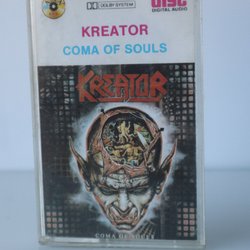 DOLBY SYSTEM
DISC
DIGITAL AUDIO
KREATOR
COMA OF SOULS
KREATOR
COMA OF SOULS